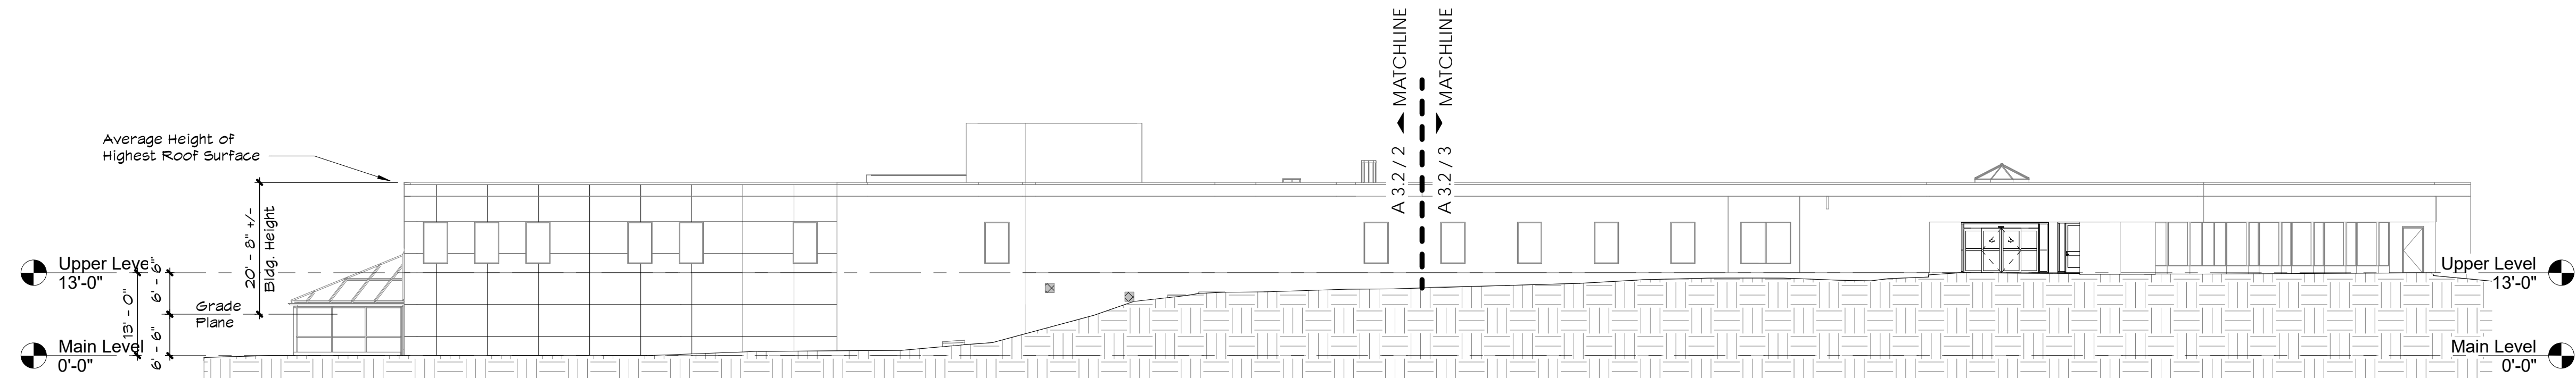 MATCHLINE
MATCHLINE
A 3.2 / 2
A 3.2 / 3
Average Height of
Highest Roof Surface
20' - 8" +/-
Bldg. Height
Upper Leve
13'-0"
6' - 6"
13' - 0"
Grade
Plane
6' - 6"
Main Level
0'-0"
Upper Level
13'-0"
Main Level
0'-0"